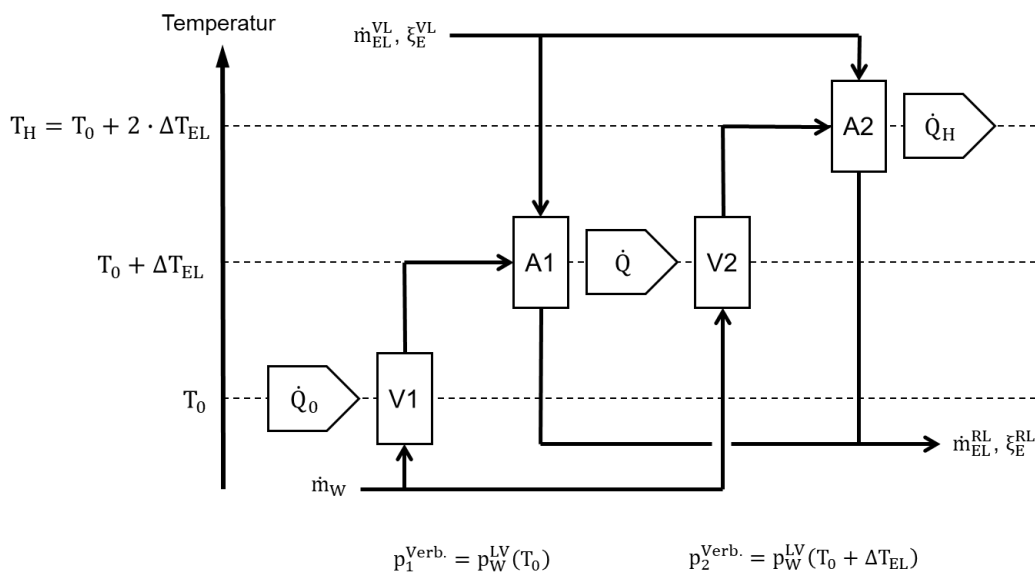 Temperatur
ṁ_EL^VL, ξ_E^VL
T_H = T_0 + 2 · ΔT_EL
A2
Q̇_H
T_0 + ΔT_EL
A1
Q̇
V2
T_0
Q̇_0
V1
ṁ_EL^RL, ξ_E^RL
ṁ_W
p_1^Verb. = p_W^LV(T_0)
p_2^Verb. = p_W^LV(T_0 + ΔT_EL)